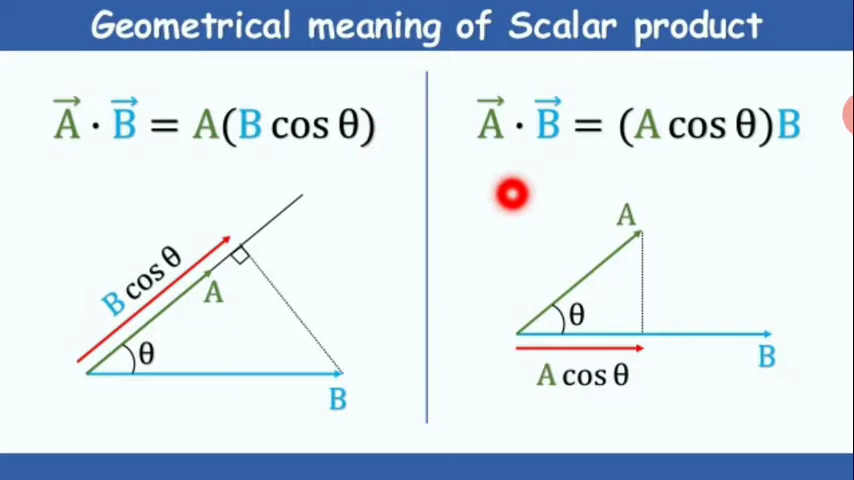 Geometrical meaning of Scalar product
A⃗ · B⃗ = A(B cos θ)
B cos θ
A
θ
B
A⃗ · B⃗ = (A cos θ)B
A
θ
B
A cos θ